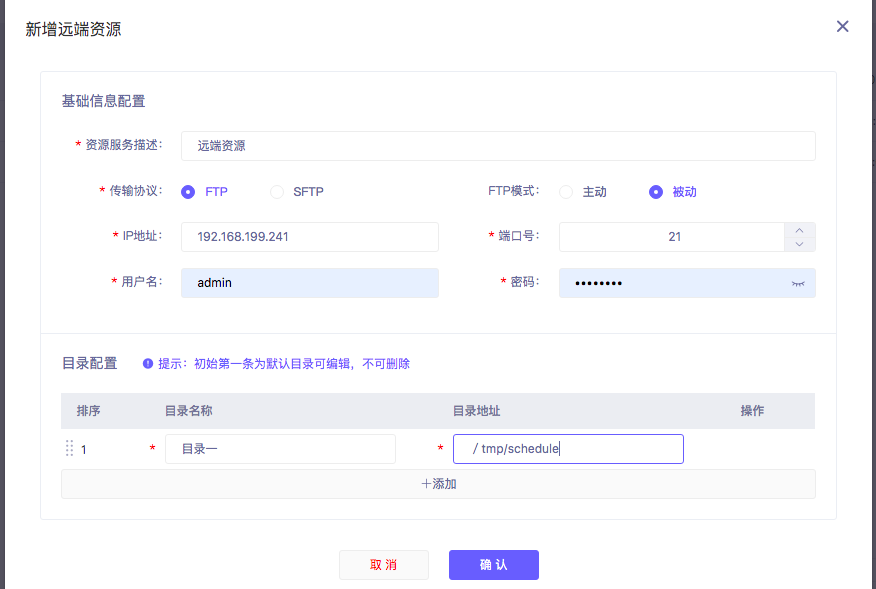 新增远端资源
基础信息配置
* 资源服务描述: 远端资源
* 传输协议: FTP SFTP FTP模式: 主动 被动
* IP地址: 192.168.199.241 * 端口号: 21
* 用户名: admin * 密码: ••••••••
目录配置 提示：初始第一条为默认目录可编辑，不可删除
排序 目录名称 目录地址 操作
1 * 目录一 * / tmp/schedule
+添加
取 消 确 认